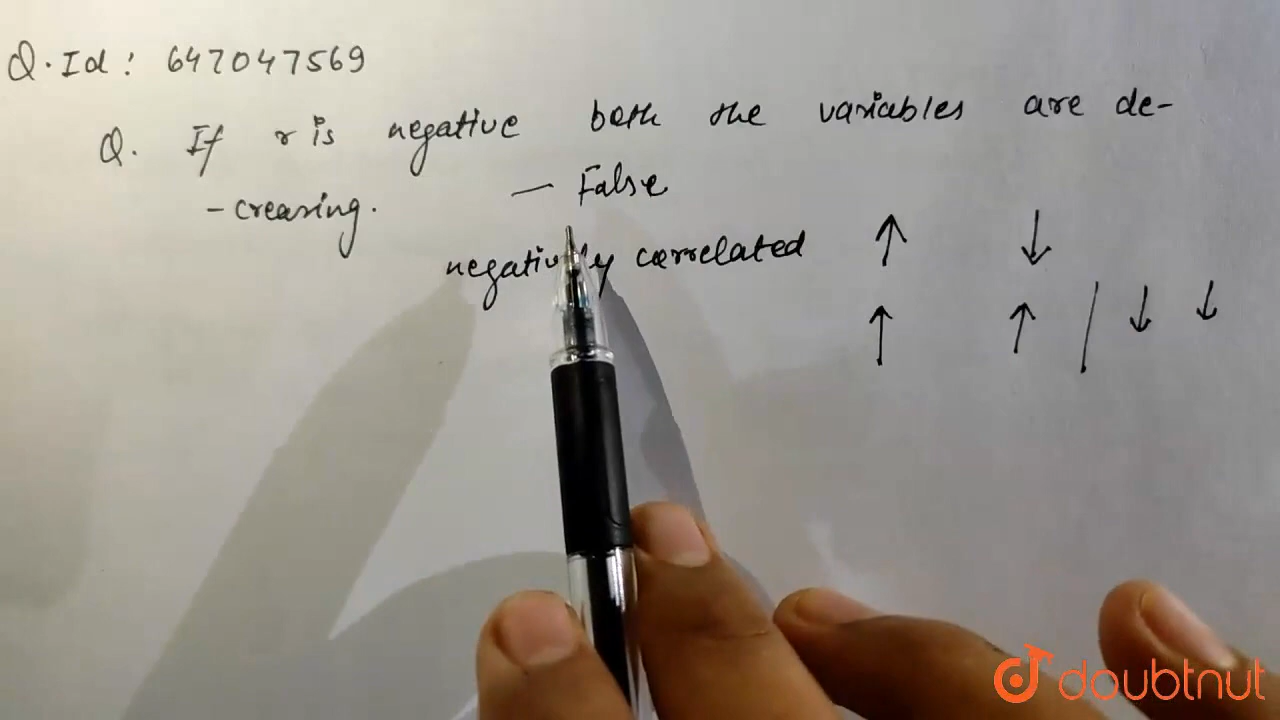 Q. Id : 647047569
Q. If r is negative both the variables are de-
-creasing. — False
negatively correlated ↑ ↓
↑ ↑ / ↓ ↓
doubtnut